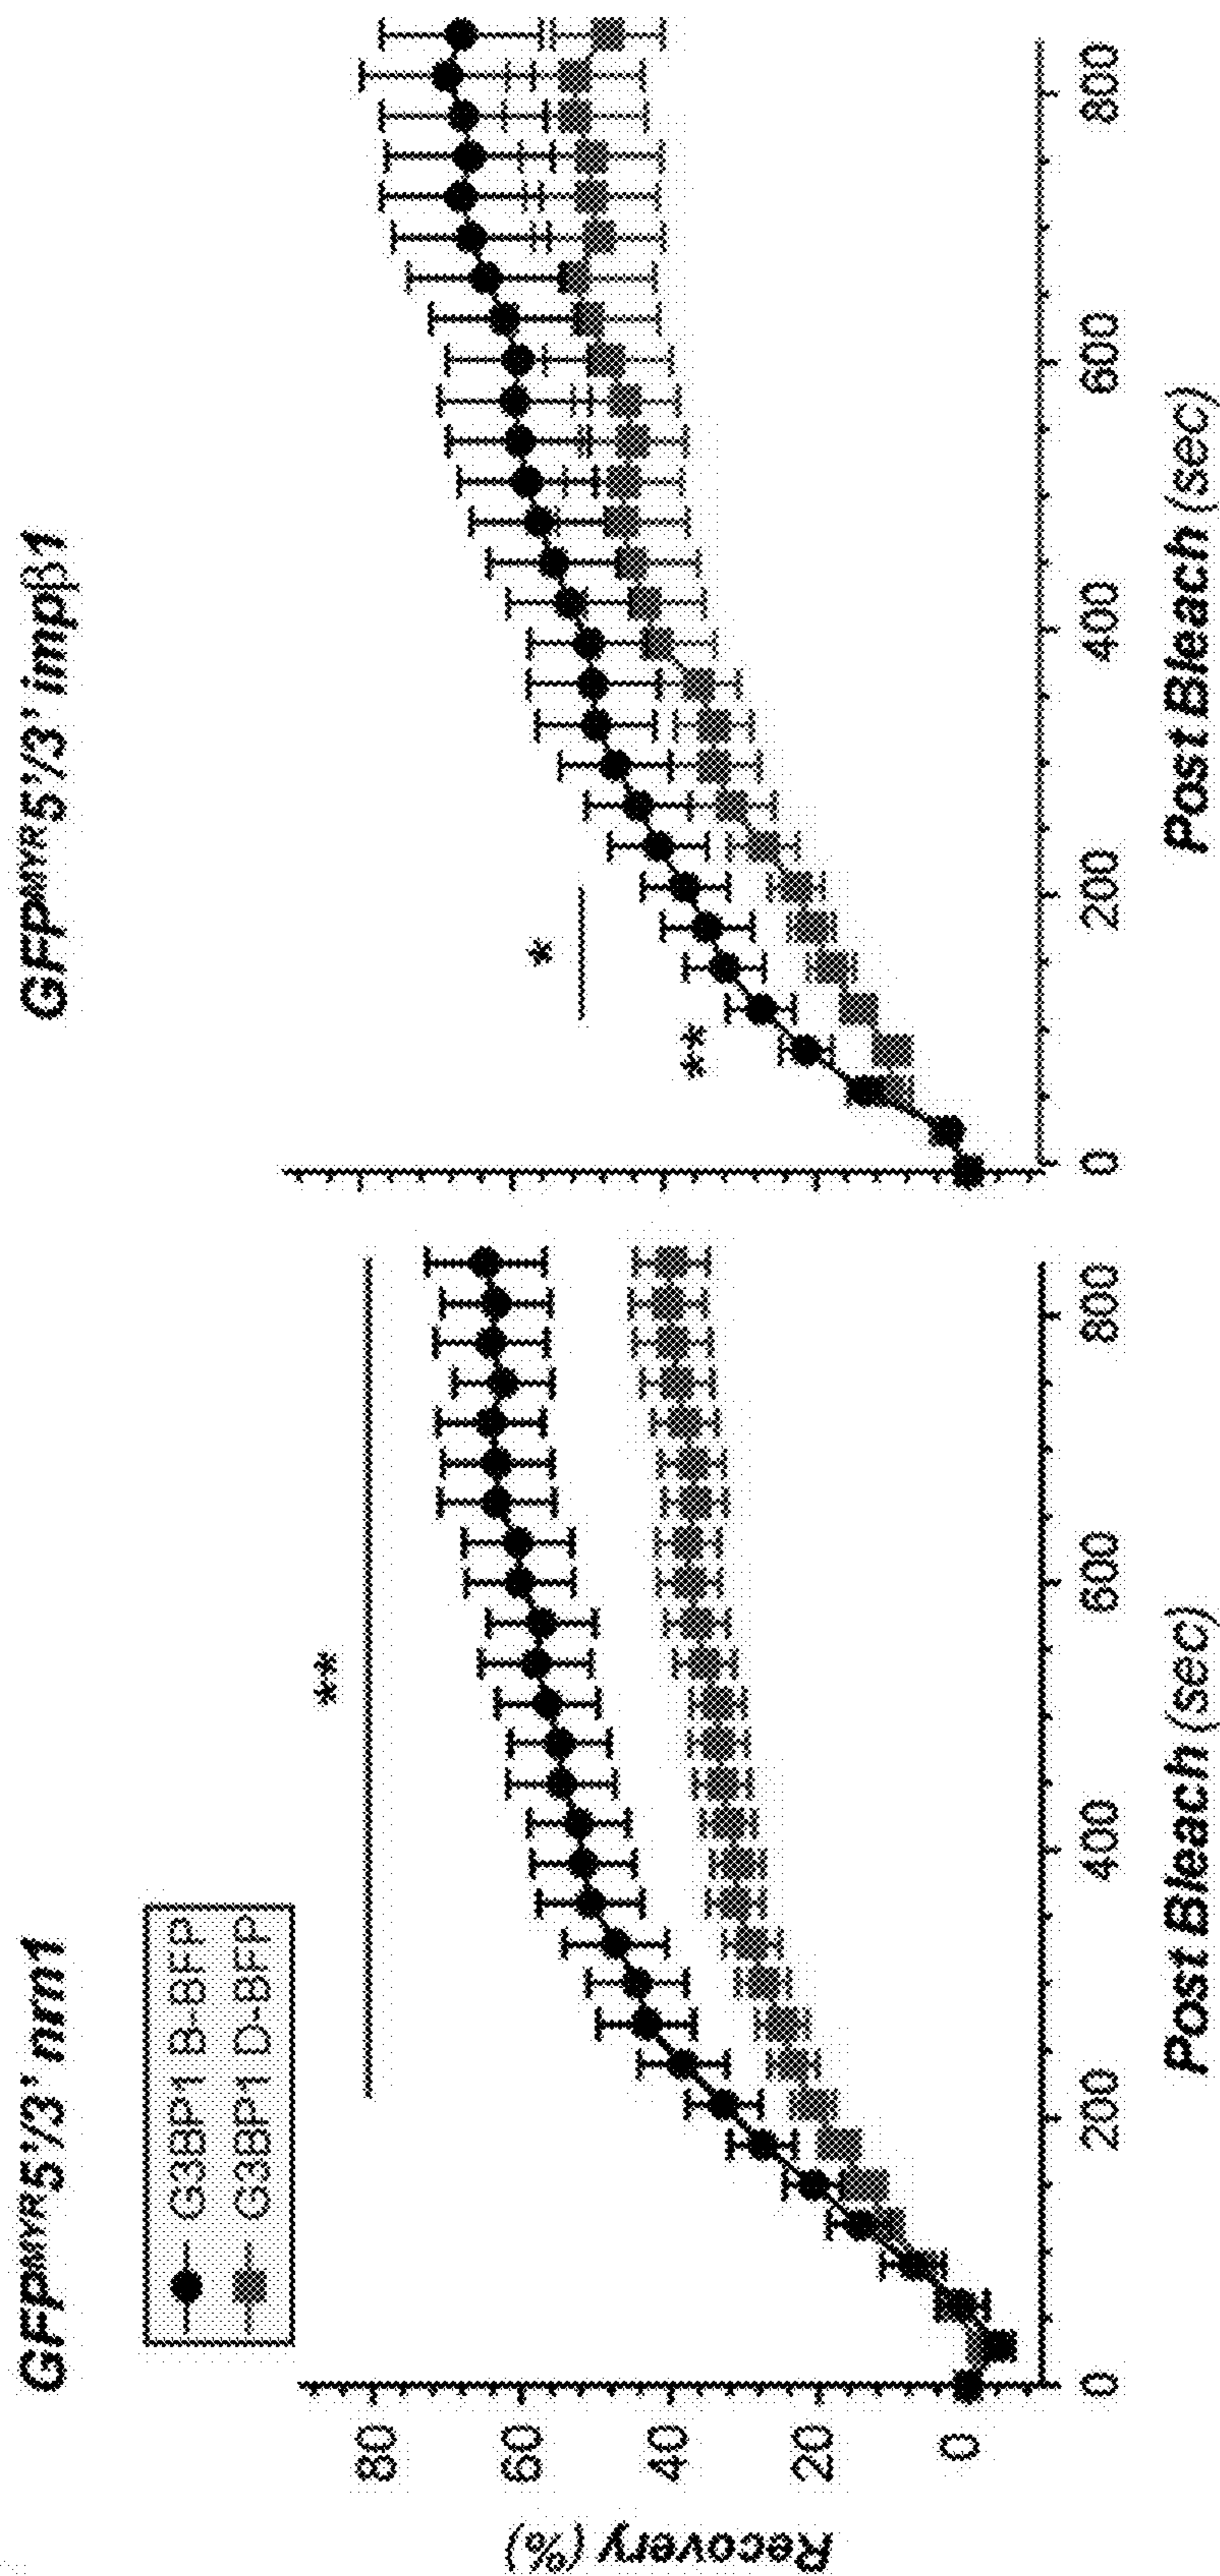 GFPᴹʸᴿ5'/3' nrn1
G3BP1 B-BFP
G3BP1 D-BFP
**
Recovery (%)
80
60
40
20
0
0 200 400 600 800
Post Bleach (sec)
GFPᴹʸᴿ5'/3' impβ1
*
**
0 200 400 600 800
Post Bleach (sec)